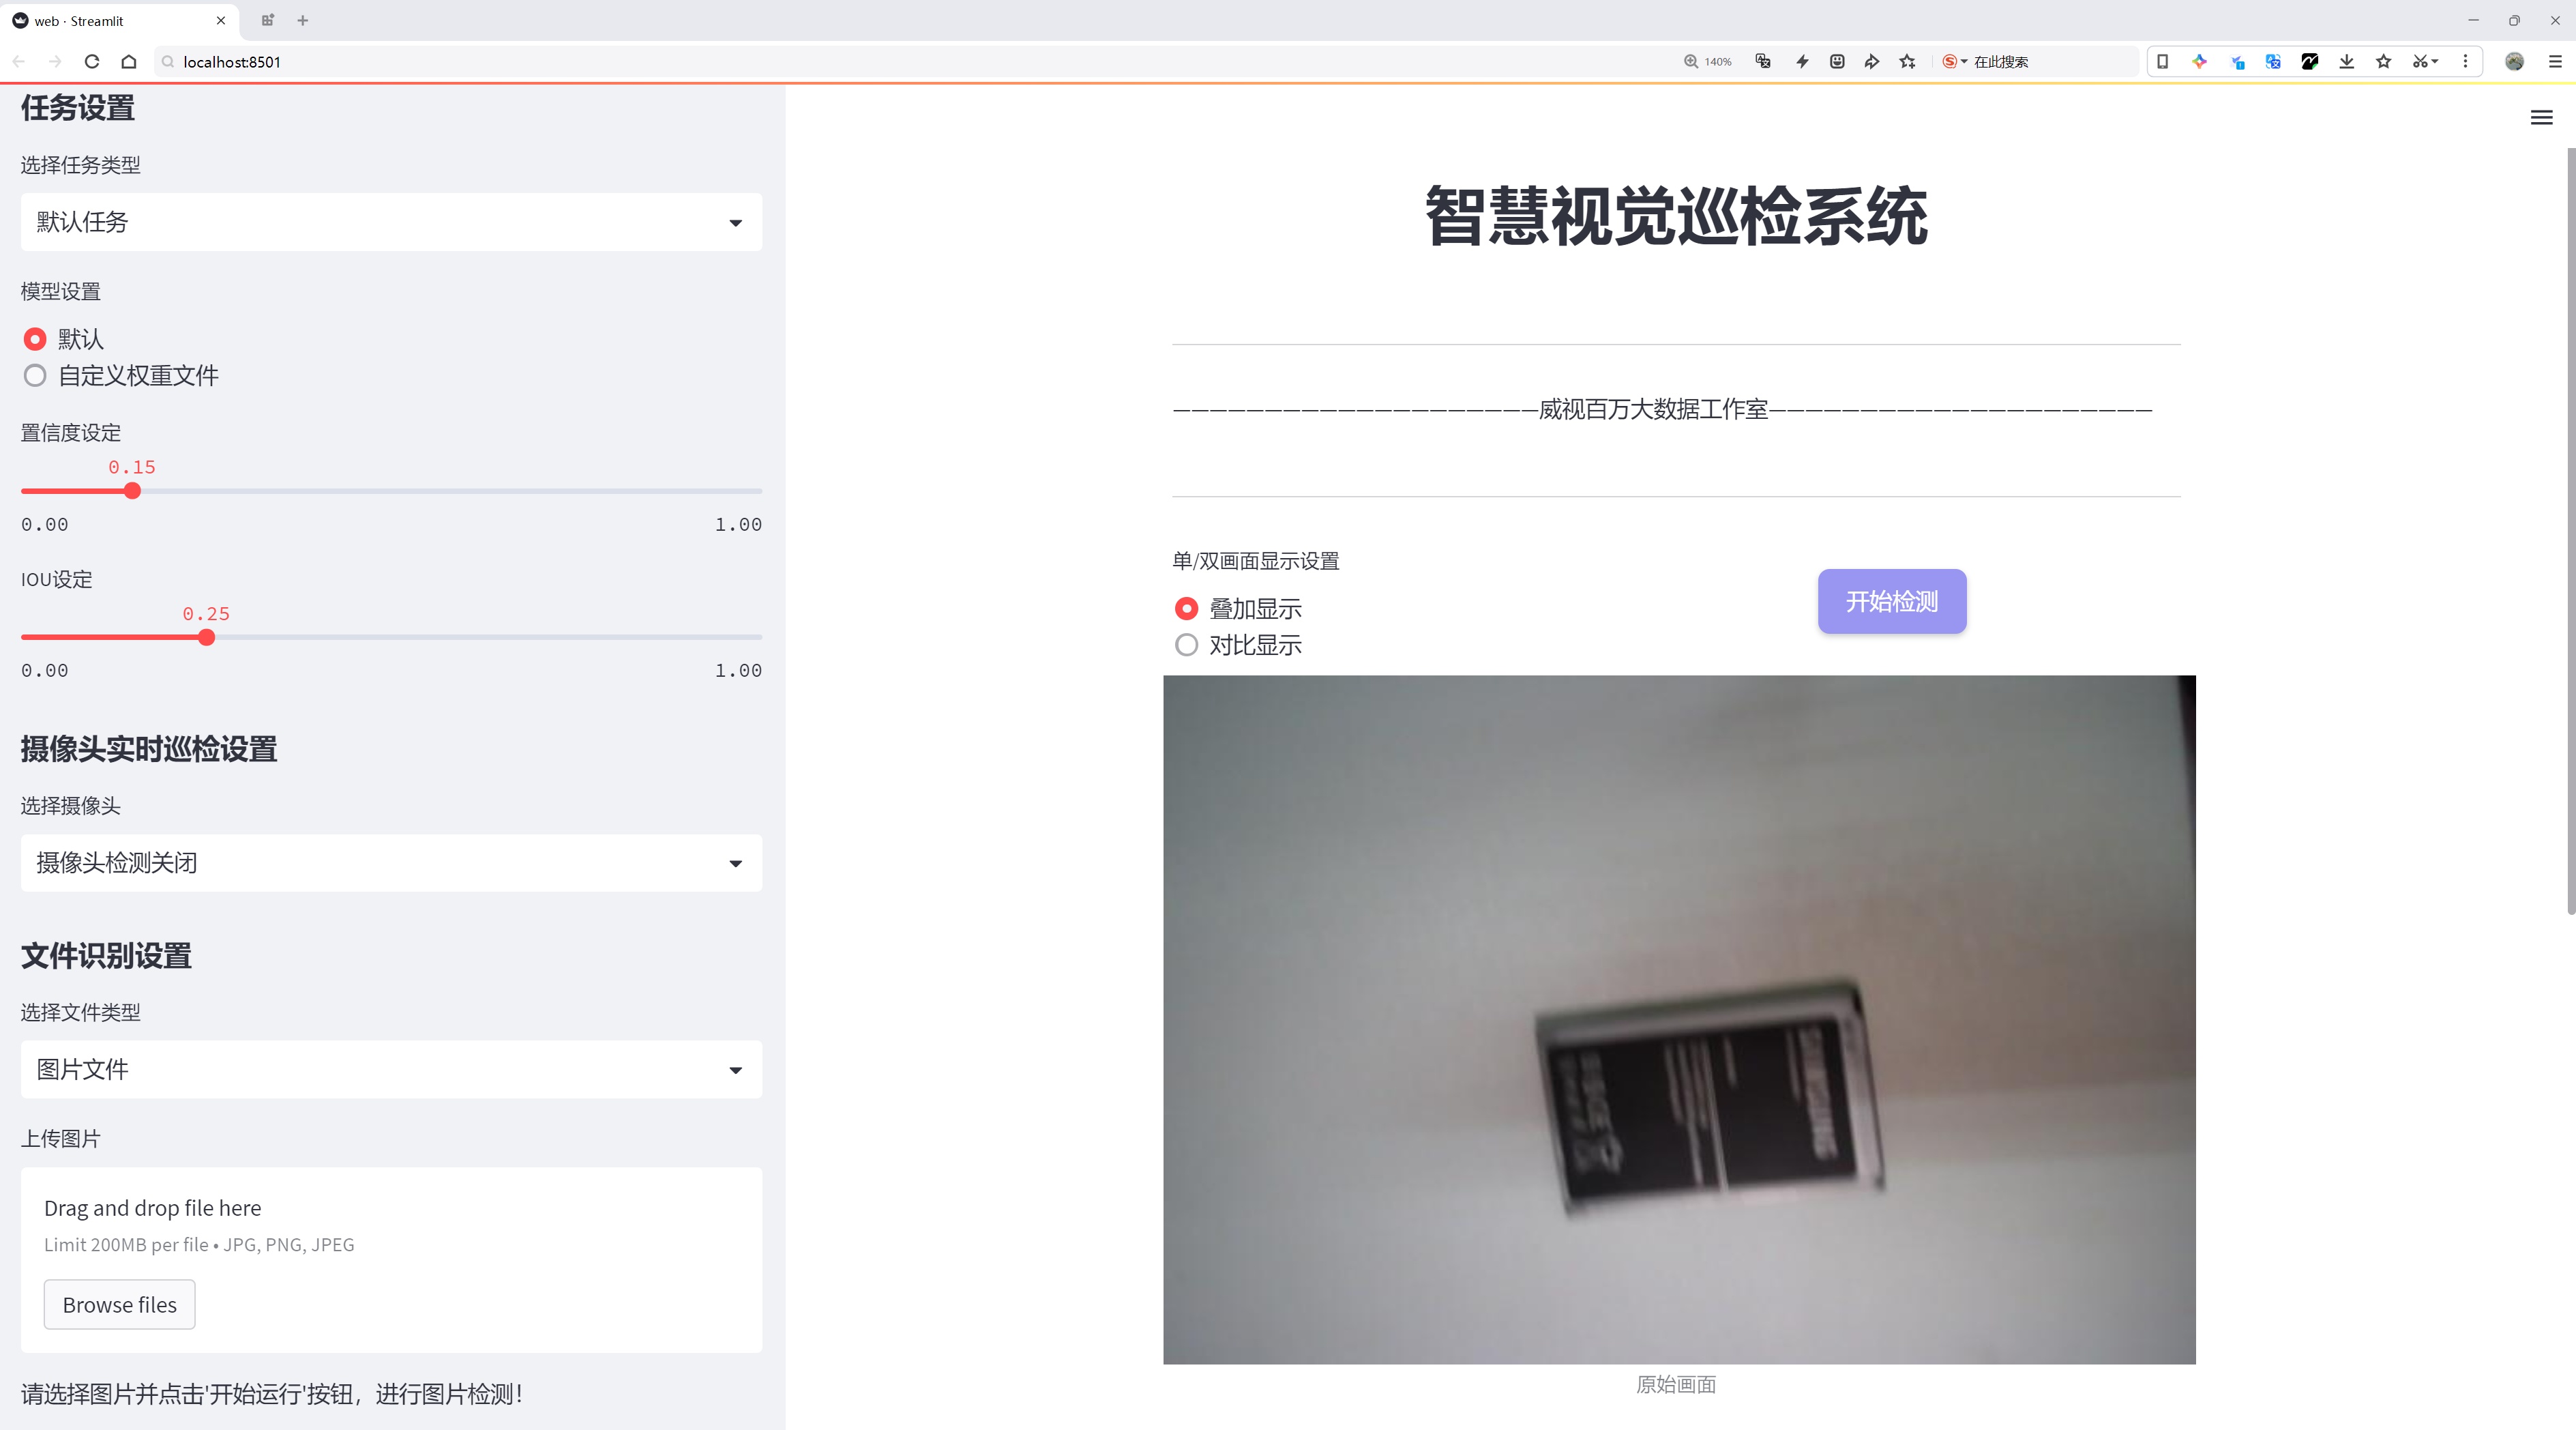 web · Streamlit
localhost:8501
140%
在此搜索
任务设置
选择任务类型
默认任务
模型设置
默认
自定义权重文件
置信度设定
0.15
0.00 1.00
IOU设定
0.25
0.00 1.00
摄像头实时巡检设置
选择摄像头
摄像头检测关闭
文件识别设置
选择文件类型
图片文件
上传图片
Drag and drop file here
Limit 200MB per file • JPG, PNG, JPEG
Browse files
请选择图片并点击'开始运行'按钮，进行图片检测！
智慧视觉巡检系统
————————————————————威视百万大数据工作室—————————————————————
单/双画面显示设置
叠加显示
对比显示
开始检测
SAMSUNG
原始画面